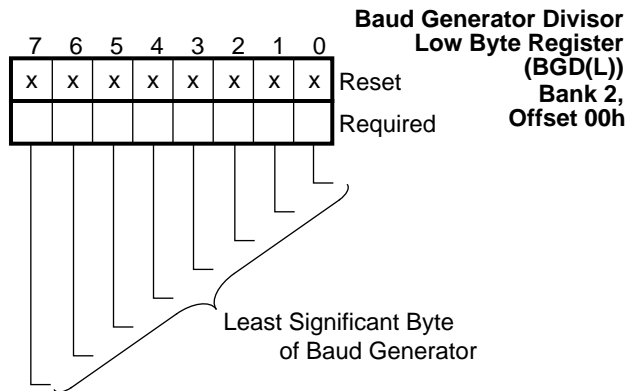 Baud Generator Divisor
Low Byte Register
(BGD(L))
Bank 2,
Offset 00h
7 6 5 4 3 2 1 0
x x x x x x x x Reset
Required
Least Significant Byte
of Baud Generator